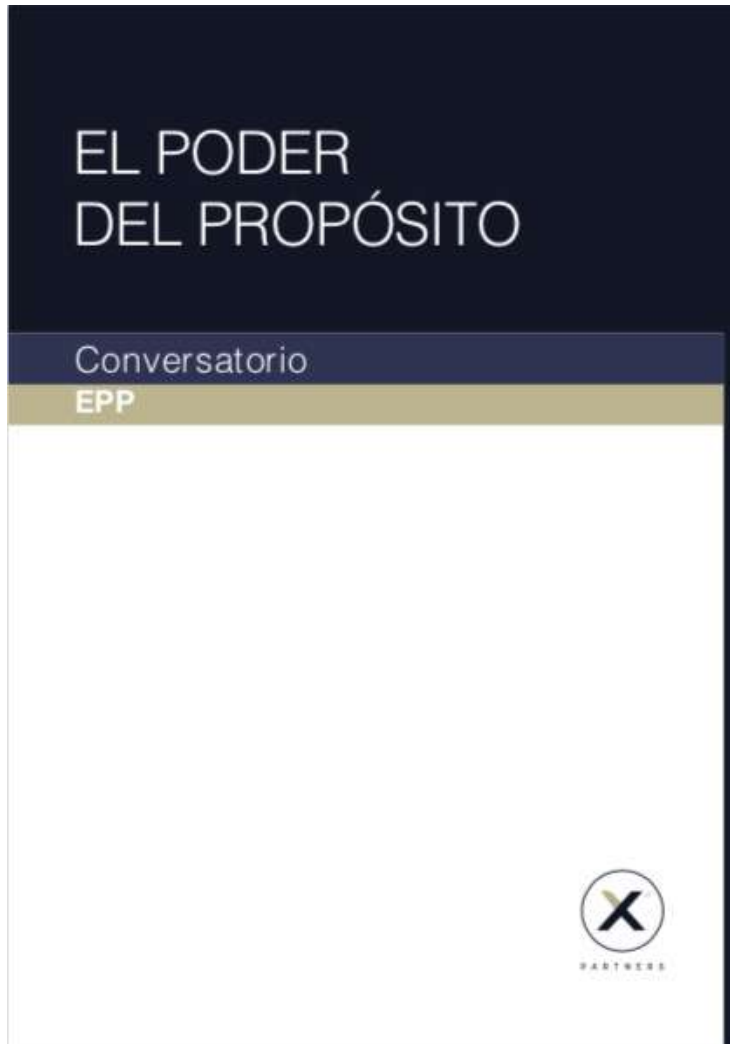 EL PODER
DEL PROPÓSITO
Conversatorio
EPP
X
PARTNERS